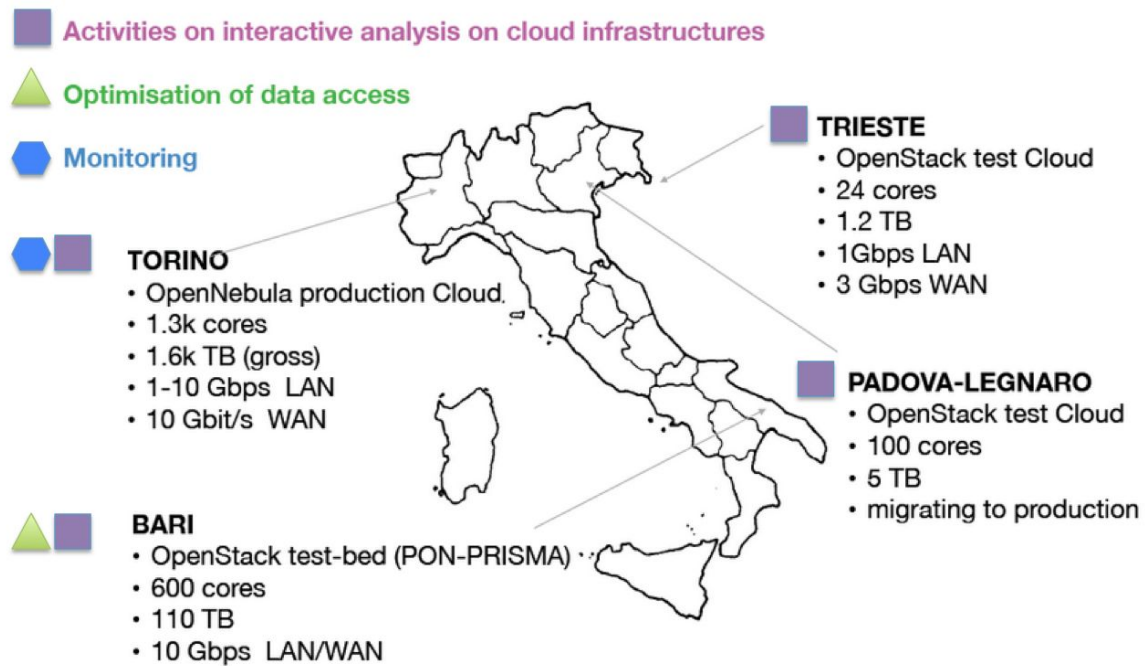 Activities on interactive analysis on cloud infrastructures
Optimisation of data access
Monitoring
TORINO
• OpenNebula production Cloud
• 1.3k cores
• 1.6k TB (gross)
• 1-10 Gbps LAN
• 10 Gbit/s WAN
BARI
• OpenStack test-bed (PON-PRISMA)
• 600 cores
• 110 TB
• 10 Gbps LAN/WAN
TRIESTE
• OpenStack test Cloud
• 24 cores
• 1.2 TB
• 1Gbps LAN
• 3 Gbps WAN
PADOVA-LEGNARO
• OpenStack test Cloud
• 100 cores
• 5 TB
• migrating to production